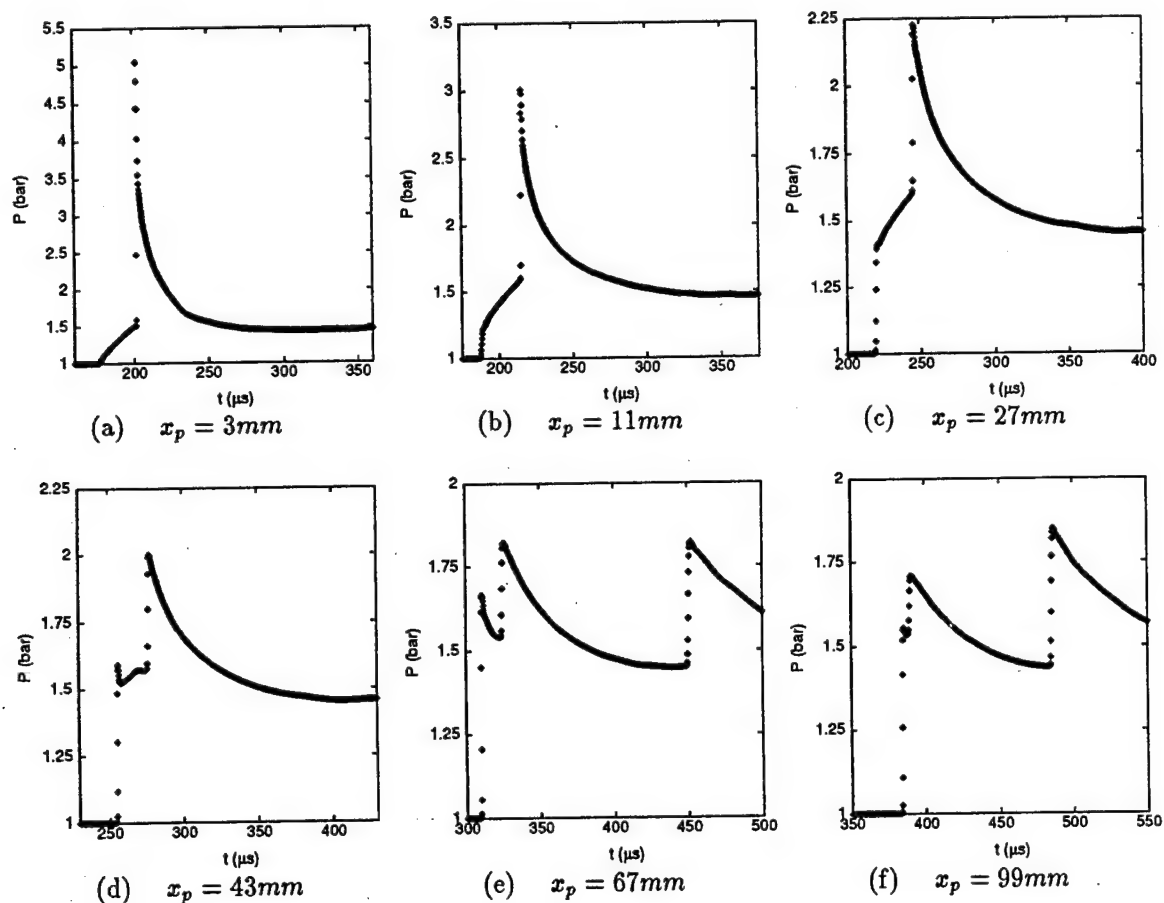 5.5
5
4.5
4
3.5
3
2.5
2
1.5
1
P (bar)
200 250 300 350
t (μs)
(a) x_p = 3mm
3.5
3
2.5
2
1.5
1
P (bar)
200 250 300 350
t (μs)
(b) x_p = 11mm
2.25
2
1.75
1.5
1.25
1
P (bar)
200 250 300 350 400
t (μs)
(c) x_p = 27mm
2.25
2
1.75
1.5
1.25
1
P (bar)
250 300 350 400
t (μs)
(d) x_p = 43mm
2
1.75
1.5
1.25
1
P (bar)
300 350 400 450 500
t (μs)
(e) x_p = 67mm
2
1.75
1.5
1.25
1
P (bar)
350 400 450 500 550
t (μs)
(f) x_p = 99mm